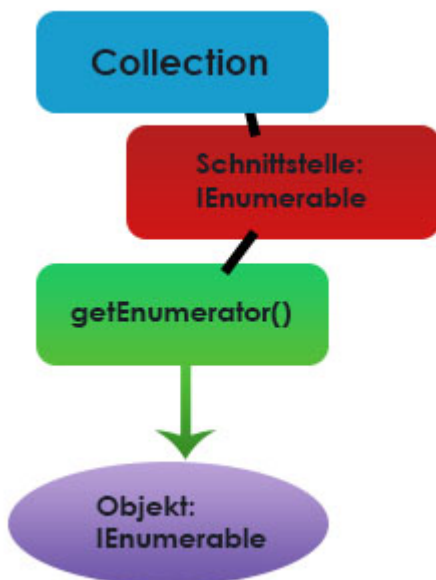 Collection
Schnittstelle:
IEnumerable
getEnumerator()
Objekt:
IEnumerable